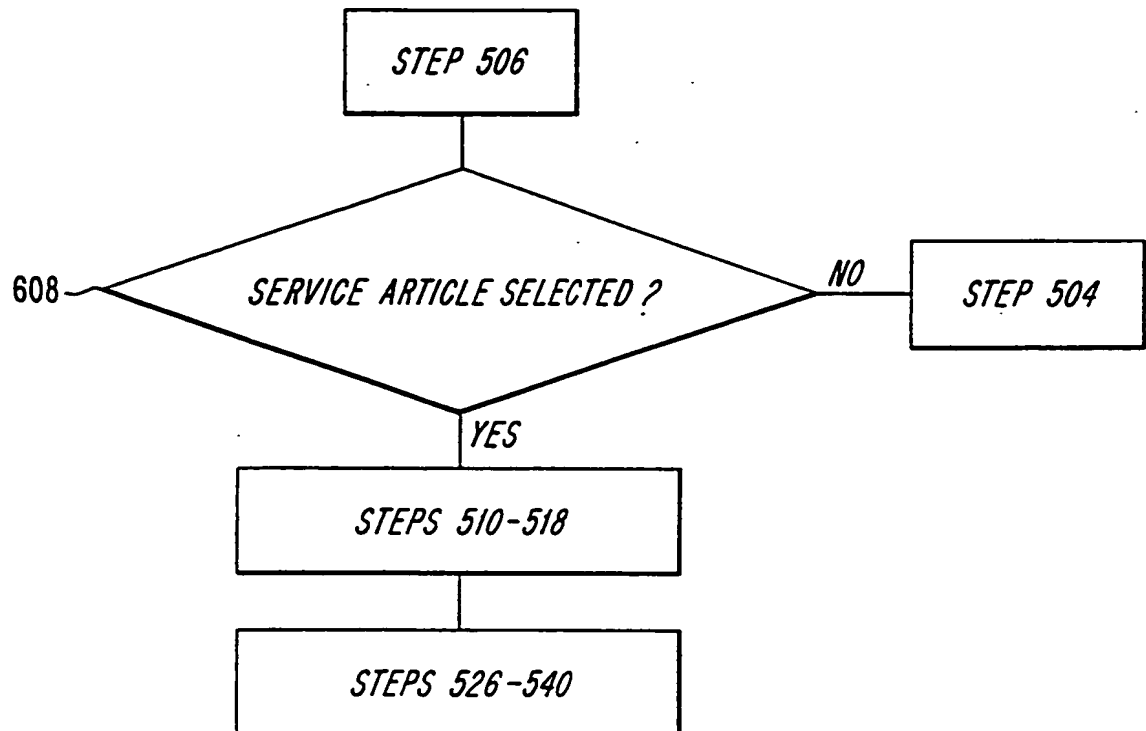 STEP 506
608
SERVICE ARTICLE SELECTED ?
NO
STEP 504
YES
STEPS 510-518
STEPS 526-540